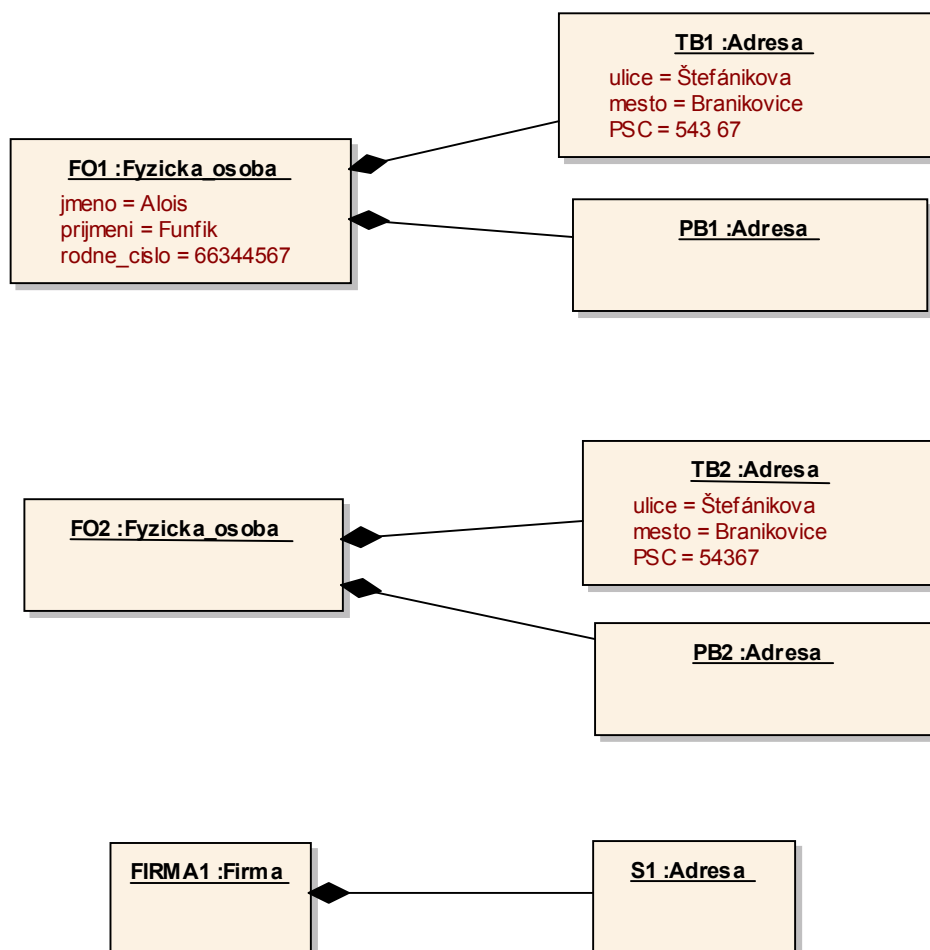 TB1 :Adresa
ulice = Štefánikova
mesto = Branikovice
PSC = 543 67
FO1 :Fyzicka_osoba
jmeno = Alois
prijmeni = Funfik
rodne_cislo = 66344567
PB1 :Adresa
TB2 :Adresa
ulice = Štefánikova
mesto = Branikovice
PSC = 54367
FO2 :Fyzicka_osoba
PB2 :Adresa
FIRMA1 :Firma
S1 :Adresa